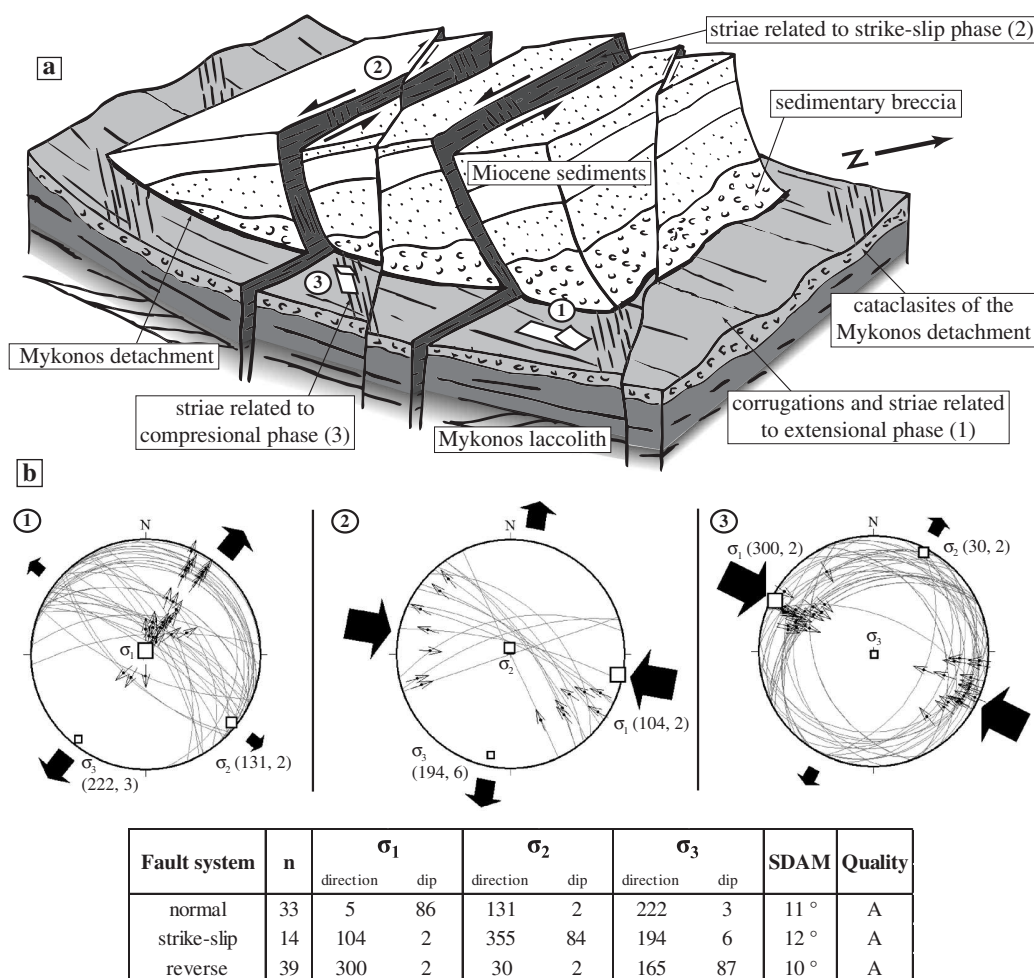 a
striae related to strike-slip phase (2)
2
sedimentary breccia
N
Miocene sediments
3
1
cataclasites of the
Mykonos detachment
Mykonos detachment
striae related to
compresional phase (3)
Mykonos laccolith
corrugations and striae related
to extensional phase (1)
b
1
N
σ1
σ2 (131, 2)
σ3
(222, 3)
2
N
σ2
σ1 (104, 2)
σ3
(194, 6)
3
N
σ1 (300, 2)
σ2 (30, 2)
σ3
Fault system n σ1 σ2 σ3 SDAM Quality
direction dip direction dip direction dip
normal 33 5 86 131 2 222 3 11 ° A
strike-slip 14 104 2 355 84 194 6 12 ° A
reverse 39 300 2 30 2 165 87 10 ° A